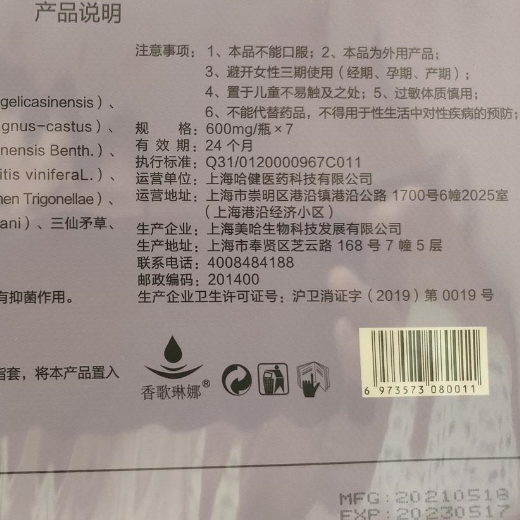 产品说明
注意事项：1、本品不能口服；2、本品为外用产品；
3、避开女性三期使用（经期、孕期、产期）；
4、置于儿童不易触及之处；5、过敏体质慎用；
6、不能代替药品，不得用于性生活中对性疾病的预防；
gelicasinensis）、
gnus-castus）、
nensis Benth.）、
itis viniferaL.）、
nen Trigonellae）、
ani）、三仙矛草、
有抑菌作用。
指套，将本产品置入
规格：600mg/瓶×7
有效期：24个月
执行标准：Q31/0120000967C011
运营单位：上海哈健医药科技有限公司
运营地址：上海市崇明区港沿镇港沿公路 1700号6幢2025室
（上海港沿经济小区）
生产企业：上海美哈生物科技发展有限公司
生产地址：上海市奉贤区芝云路 168 号 7 幢 5 层
联系电话：4008484188
邮政编码：201400
生产企业卫生许可证号：沪卫消证字（2019）第 0019 号
香歌琳娜®
6 973573 080011
MFG:20210518
EXP:20230517